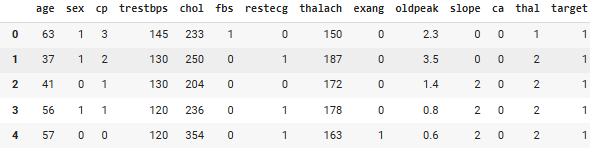 age sex cp trestbps chol fbs restecg thalach exang oldpeak slope ca thal target
0 63 1 3 145 233 1 0 150 0 2.3 0 0 1 1
1 37 1 2 130 250 0 1 187 0 3.5 0 0 2 1
2 41 0 1 130 204 0 0 172 0 1.4 2 0 2 1
3 56 1 1 120 236 0 1 178 0 0.8 2 0 2 1
4 57 0 0 120 354 0 1 163 1 0.6 2 0 2 1